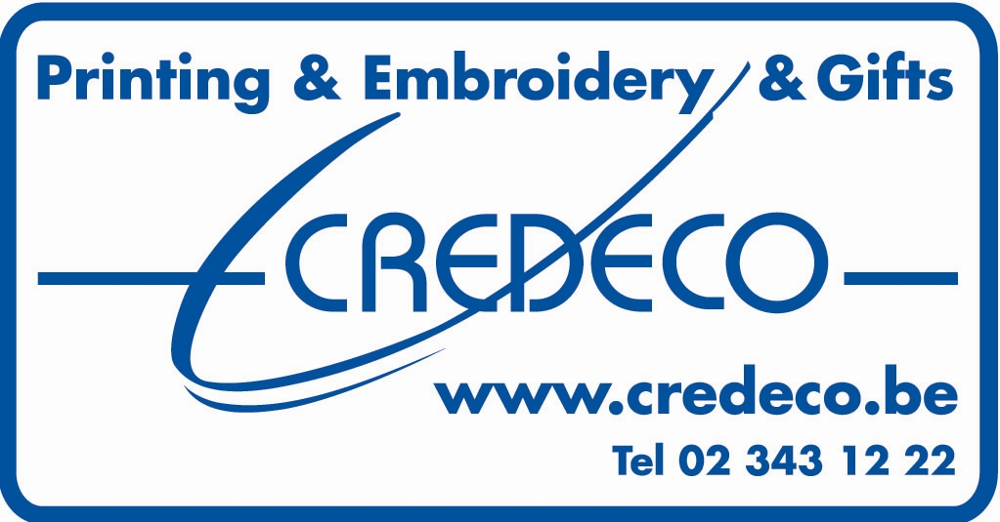 Printing & Embroidery & Gifts
CREDECO
www.credeco.be
Tel 02 343 12 22